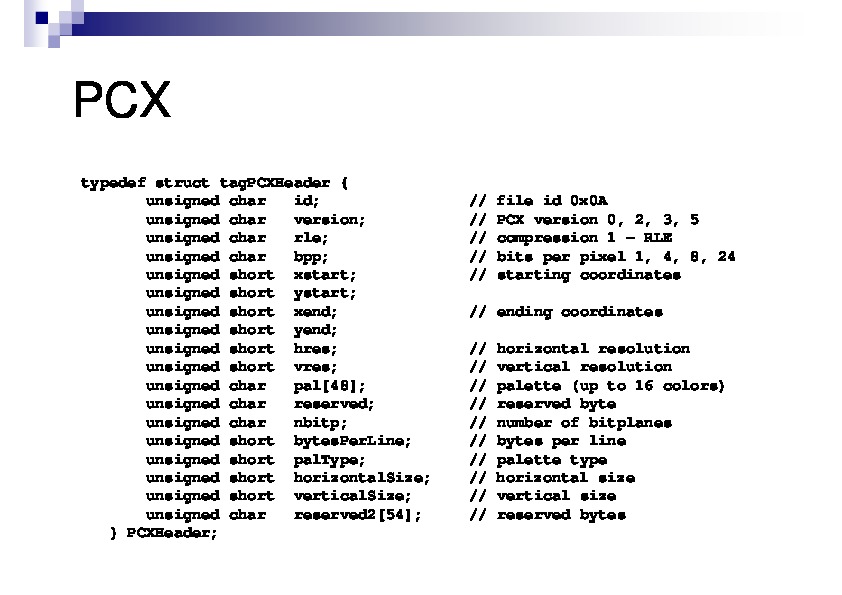 PCX
typedef struct tagPCXHeader {
unsigned char id; // file id 0x0A
unsigned char version; // PCX version 0, 2, 3, 5
unsigned char rle; // compression 1 – RLE
unsigned char bpp; // bits per pixel 1, 4, 8, 24
unsigned short xstart; // starting coordinates
unsigned short ystart;
unsigned short xend; // ending coordinates
unsigned short yend;
unsigned short hres; // horizontal resolution
unsigned short vres; // vertical resolution
unsigned char pal[48]; // palette (up to 16 colors)
unsigned char reserved; // reserved byte
unsigned char nbitp; // number of bitplanes
unsigned short bytesPerLine; // bytes per line
unsigned short palType; // palette type
unsigned short horizontalSize; // horizontal size
unsigned short verticalSize; // vertical size
unsigned char reserved2[54]; // reserved bytes
} PCXHeader;